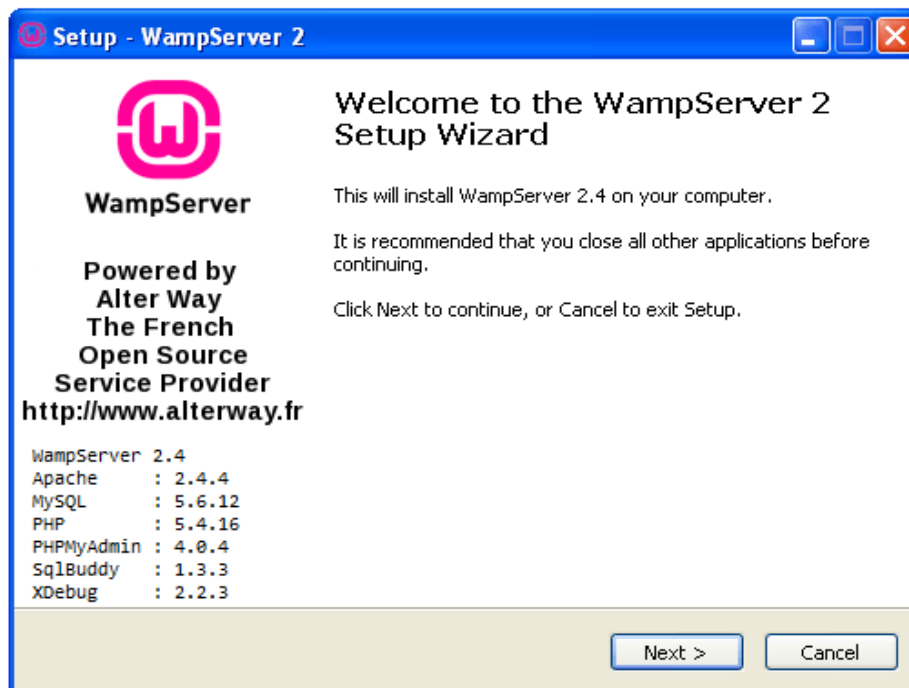 Setup - WampServer 2
WampServer
Powered by
Alter Way
The French
Open Source
Service Provider
http://www.alterway.fr
WampServer 2.4
Apache : 2.4.4
MySQL : 5.6.12
PHP : 5.4.16
PHPMyAdmin : 4.0.4
SqlBuddy : 1.3.3
XDebug : 2.2.3
Welcome to the WampServer 2
Setup Wizard
This will install WampServer 2.4 on your computer.
It is recommended that you close all other applications before
continuing.
Click Next to continue, or Cancel to exit Setup.
Next >
Cancel